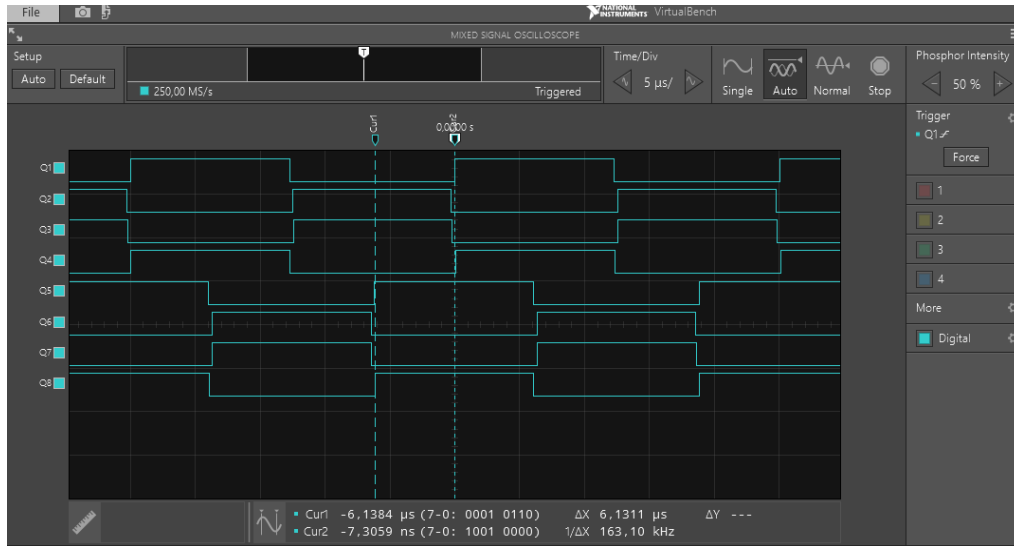 File
NATIONAL INSTRUMENTS VirtualBench
MIXED SIGNAL OSCILLOSCOPE
Setup
Auto Default
T
250,00 MS/s Triggered
Time/Div
5 µs/
Single Auto Normal Stop
Phosphor Intensity
50 %
Trigger
Q1
Force
1
2
3
4
More
Digital
Cur1 0,0000 s Cur2
Q1
Q2
Q3
Q4
Q5
Q6
Q7
Q8
Cur1 -6,1384 µs (7-0: 0001 0110) ΔX 6,1311 µs ΔY ---
Cur2 -7,3059 ns (7-0: 1001 0000) 1/ΔX 163,10 kHz